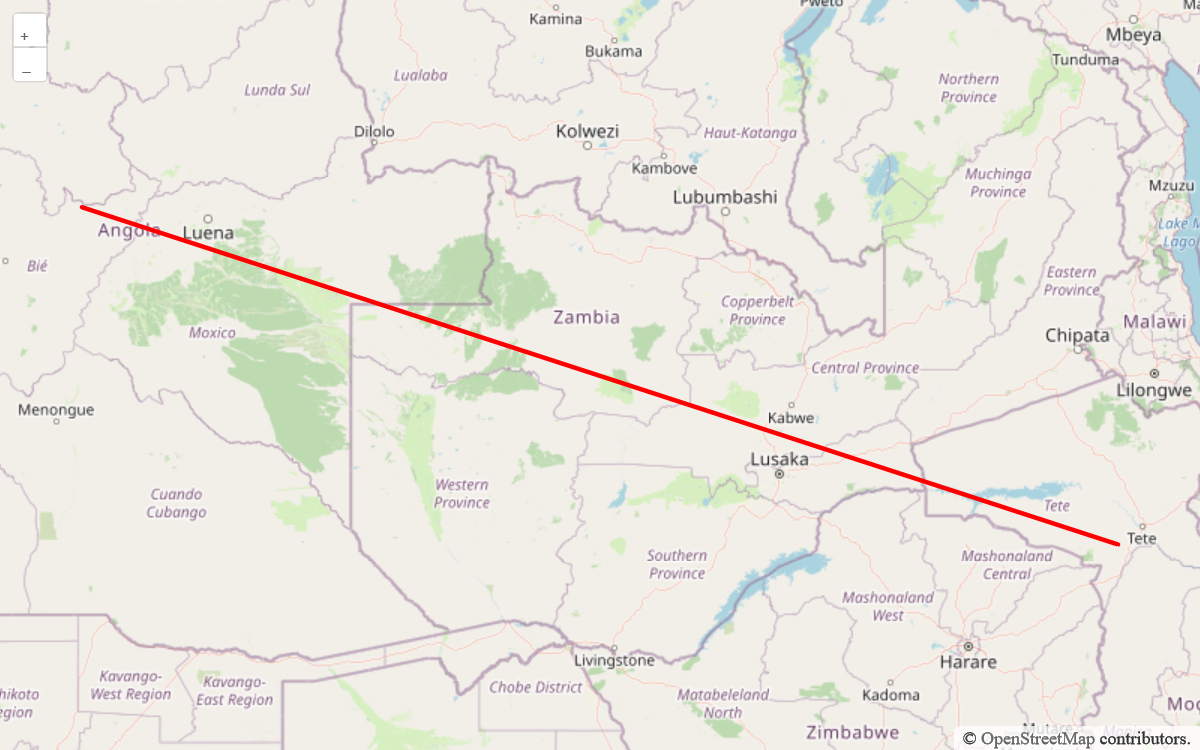 Pweto
Kamina
Mbeya
+
Bukama
Tunduma
–
Lualaba
Northern
Province
Lunda Sul
Dilolo
Kolwezi
Haut-Katanga
Kambove
Muchinga
Province
Mzuzu
Lubumbashi
Lake M
Lago
Angola
Luena
Bié
Eastern
Province
Copperbelt
Province
Zambia
Moxico
Malawi
Chipata
Central Province
Lilongwe
Menongue
Kabwe
Lusaka
Western
Province
Cuando
Cubango
Tete
Tete
Southern
Province
Mashonaland
Central
Mashonaland
West
Harare
Livingstone
Kavango-
West Region
Kavango-
East Region
Chobe District
hikoto
egion
Matabeleland
North
Kadoma
Zimbabwe
Mutare
© OpenStreetMap contributors.